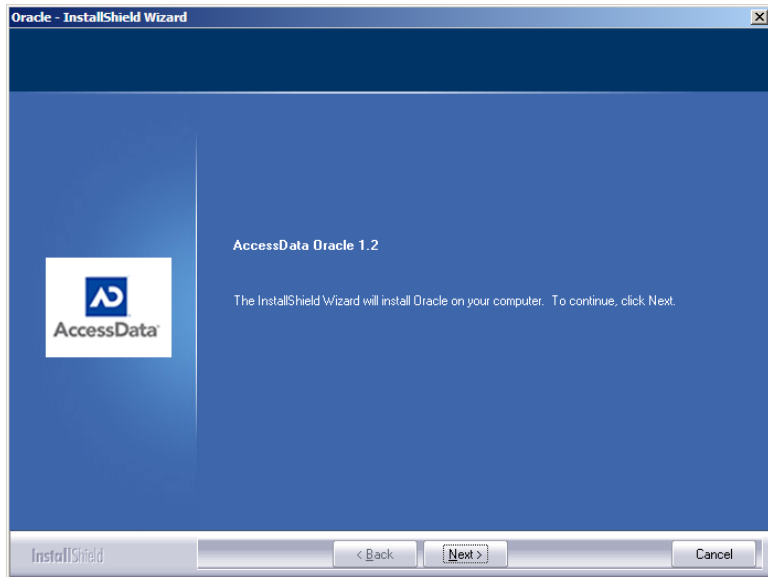 Oracle - InstallShield Wizard
AccessData Oracle 1.2
The InstallShield Wizard will install Oracle on your computer. To continue, click Next.
AccessData
InstallShield
< Back
Next >
Cancel